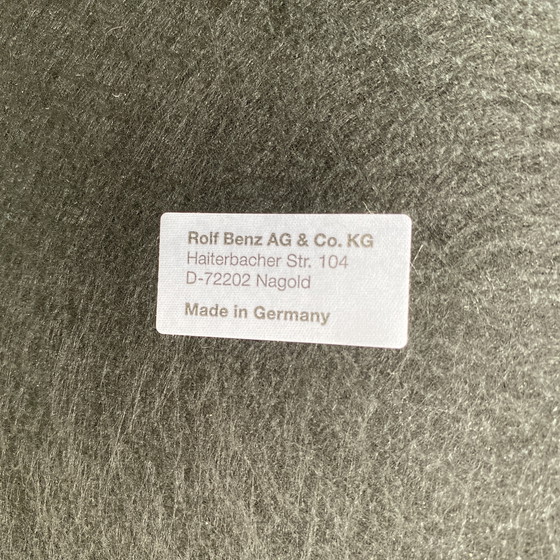 Rolf Benz AG & Co. KG
Haiterbacher Str. 104
D-72202 Nagold
Made in Germany